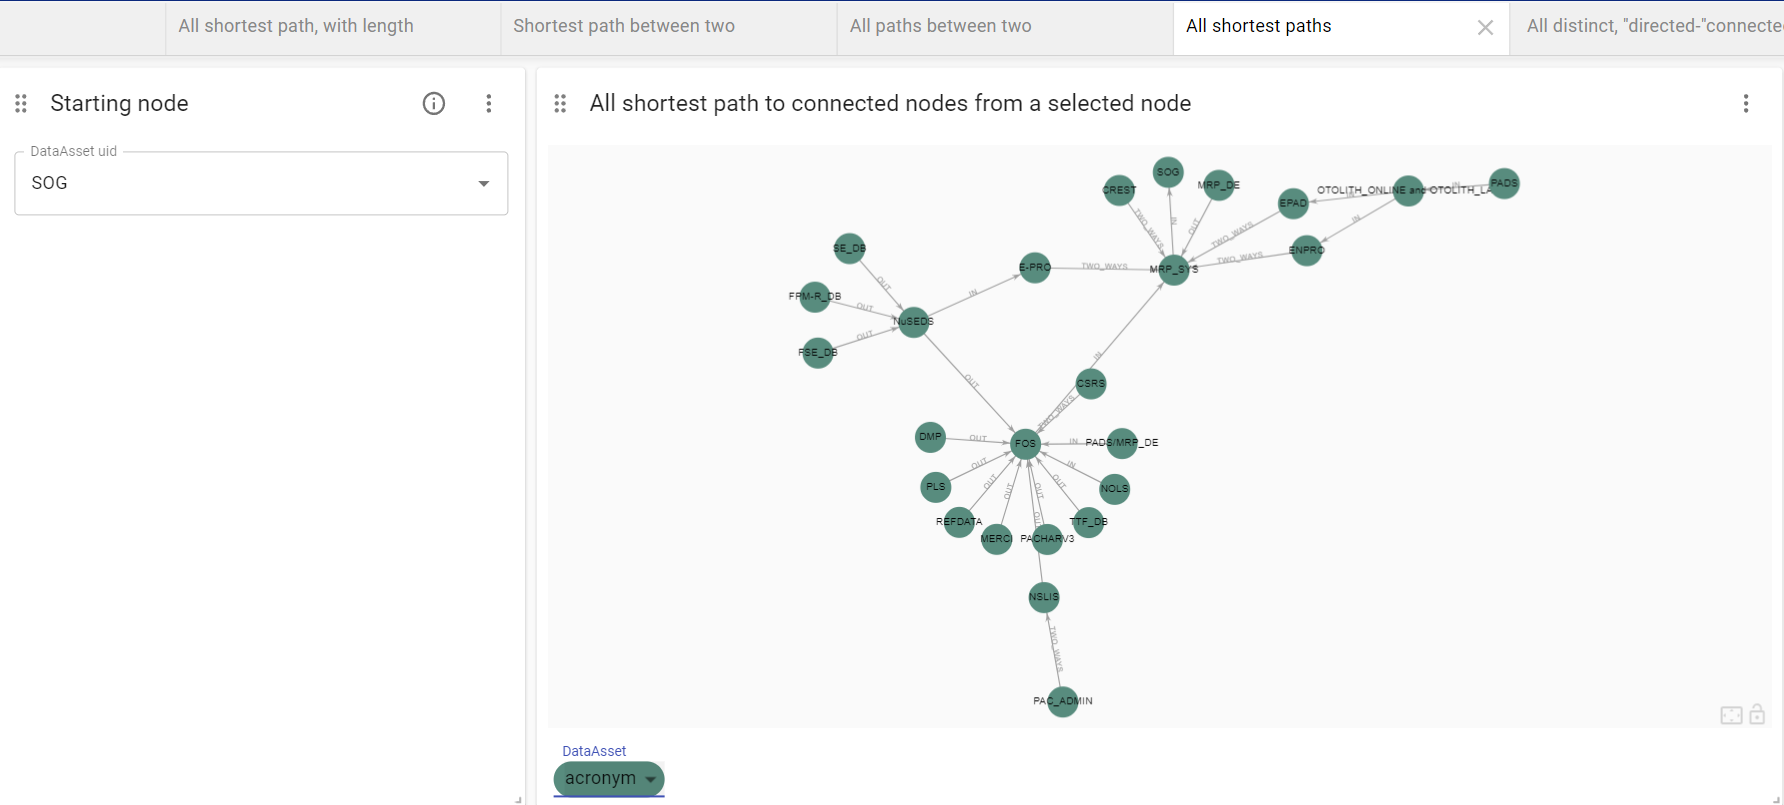 All shortest path, with length
Shortest path between two
All paths between two
All shortest paths
All distinct, "directed-"connecte
Starting node
DataAsset uid
SOG
All shortest path to connected nodes from a selected node
SOG
CREST
MRP_DE
OTOLITH_ONLINE and OTOLITH_LA
IN
PADS
EPAD
IN
TWO_WAYS
IN
OUT
TWO_WAYS
IN
SE_DB
ENPRO
TWO_WAYS
E-PRO
TWO_WAYS
MRP_SYS
OUT
IN
FPM-R_DB
OUT
NuSEDS
OUT
FSE_DB
IN
OUT
CSRS
TWO_WAYS
DMP
OUT
FOS
IN
PADS/MRP_DE
OUT
IN
PLS
OUT
OUT
OUT
OUT
NOLS
REFDATA
TTF_DB
MERCI
PACHARV3
NSLIS
TWO_WAYS
PAC_ADMIN
DataAsset
acronym